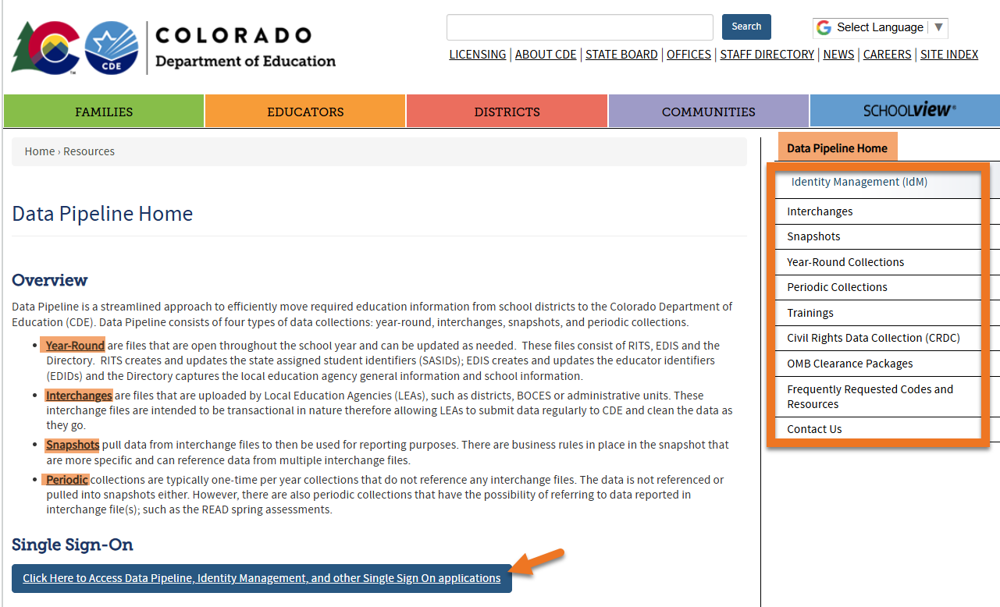 COLORADO
Department of Education
TM
CDE
Search
Select Language ▼
LICENSING | ABOUT CDE | STATE BOARD | OFFICES | STAFF DIRECTORY | NEWS | CAREERS | SITE INDEX
FAMILIES
EDUCATORS
DISTRICTS
COMMUNITIES
SCHOOLVIEW®
Home › Resources
Data Pipeline Home
Overview
Data Pipeline is a streamlined approach to efficiently move required education information from school districts to the Colorado Department of
Education (CDE). Data Pipeline consists of four types of data collections: year-round, interchanges, snapshots, and periodic collections.
• Year-Round are files that are open throughout the school year and can be updated as needed.  These files consist of RITS, EDIS and the
Directory.  RITS creates and updates the state assigned student identifiers (SASIDs); EDIS creates and updates the educator identifiers
(EDIDs) and the Directory captures the local education agency general information and school information.
• Interchanges are files that are uploaded by Local Education Agencies (LEAs), such as districts, BOCES or administrative units. These
interchange files are intended to be transactional in nature therefore allowing LEAs to submit data regularly to CDE and clean the data as
they go.
• Snapshots pull data from interchange files to then be used for reporting purposes. There are business rules in place in the snapshot that
are more specific and can reference data from multiple interchange files.
• Periodic collections are typically one-time per year collections that do not reference any interchange files. The data is not referenced or
pulled into snapshots either. However, there are also periodic collections that have the possibility of referring to data reported in
interchange file(s); such as the READ spring assessments.
Single Sign-On
Click Here to Access Data Pipeline, Identity Management, and other Single Sign On applications
Data Pipeline Home
Identity Management (IdM)
Interchanges
Snapshots
Year-Round Collections
Periodic Collections
Trainings
Civil Rights Data Collection (CRDC)
OMB Clearance Packages
Frequently Requested Codes and
Resources
Contact Us